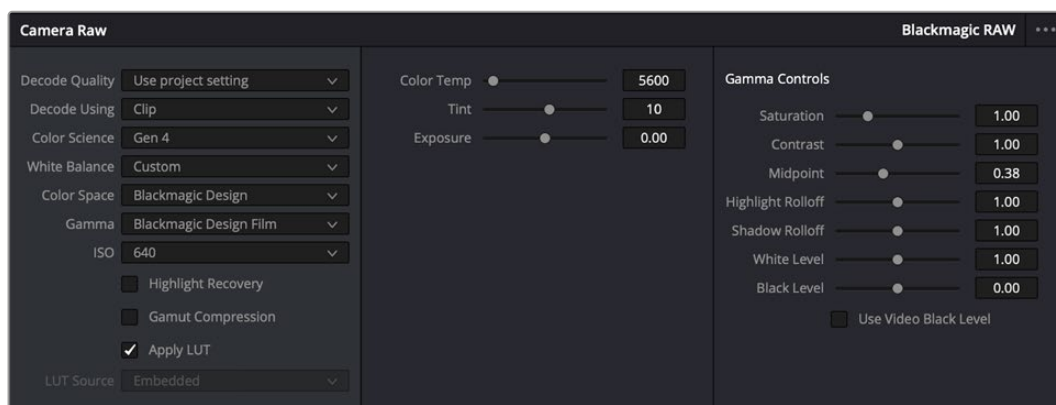 Camera Raw
Blackmagic RAW
Decode Quality Use project setting
Decode Using Clip
Color Science Gen 4
White Balance Custom
Color Space Blackmagic Design
Gamma Blackmagic Design Film
ISO 640
Highlight Recovery
Gamut Compression
Apply LUT
LUT Source Embedded
Color Temp 5600
Tint 10
Exposure 0.00
Gamma Controls
Saturation 1.00
Contrast 1.00
Midpoint 0.38
Highlight Rolloff 1.00
Shadow Rolloff 1.00
White Level 1.00
Black Level 0.00
Use Video Black Level